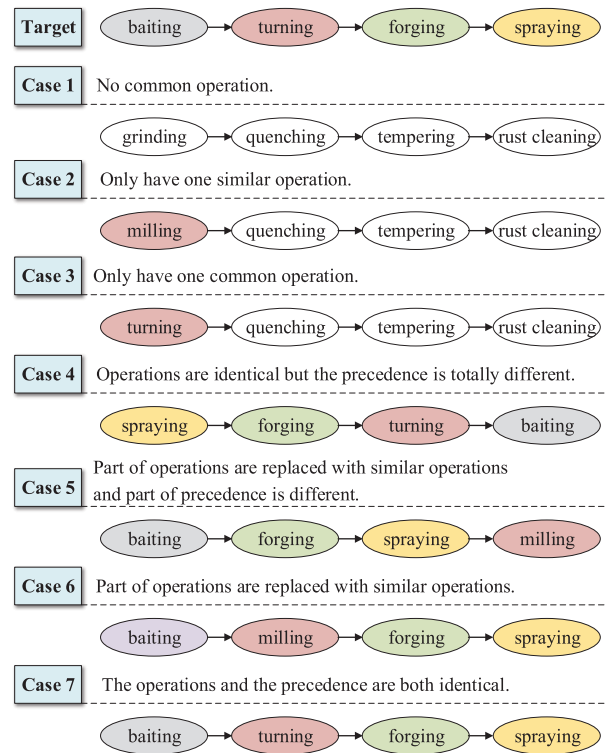 Target baiting turning forging spraying
Case 1 No common operation.
grinding quenching tempering rust cleaning
Case 2 Only have one similar operation.
milling quenching tempering rust cleaning
Case 3 Only have one common operation.
turning quenching tempering rust cleaning
Case 4 Operations are identical but the precedence is totally different.
spraying forging turning baiting
Case 5 Part of operations are replaced with similar operations
and part of precedence is different.
baiting forging spraying milling
Case 6 Part of operations are replaced with similar operations.
baiting milling forging spraying
Case 7 The operations and the precedence are both identical.
baiting turning forging spraying